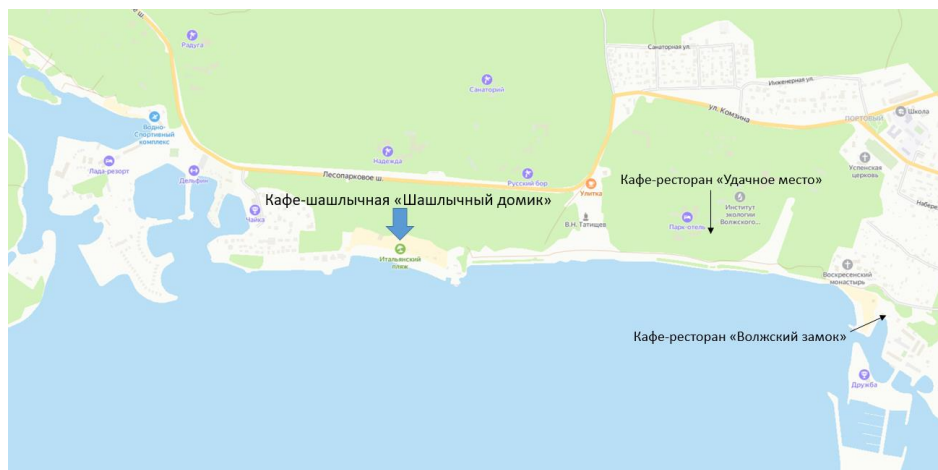 ное ш.
Радуга
Санаторная ул.
Инженерная ул.
Санаторий
ул. Комзина
ПОРТОВЫЙ
Школа
Водно-
Спортивный
комплекс
Лада-резорт
Дельфин
Надежда
Лесопарковое ш.
Русский бор
Улитка
Успенская
церковь
Кафе-ресторан «Удачное место»
Кафе-шашлычная «Шашлычный домик»
Чайка
В.Н. Татищев
Парк-отель
Институт
экологии
Волжского...
Набере
Итальянский
пляж
Воскресенский
монастырь
Кафе-ресторан «Волжский замок»
Дружба